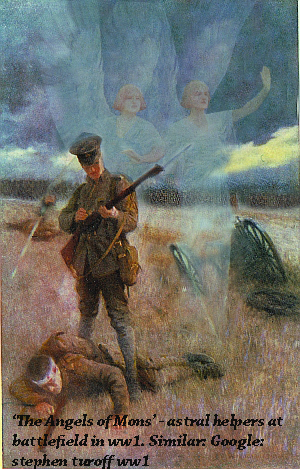 'The Angels of Mons' - astral helpers at
battlefield in ww1. Similar: Google:
stephen turoff ww1